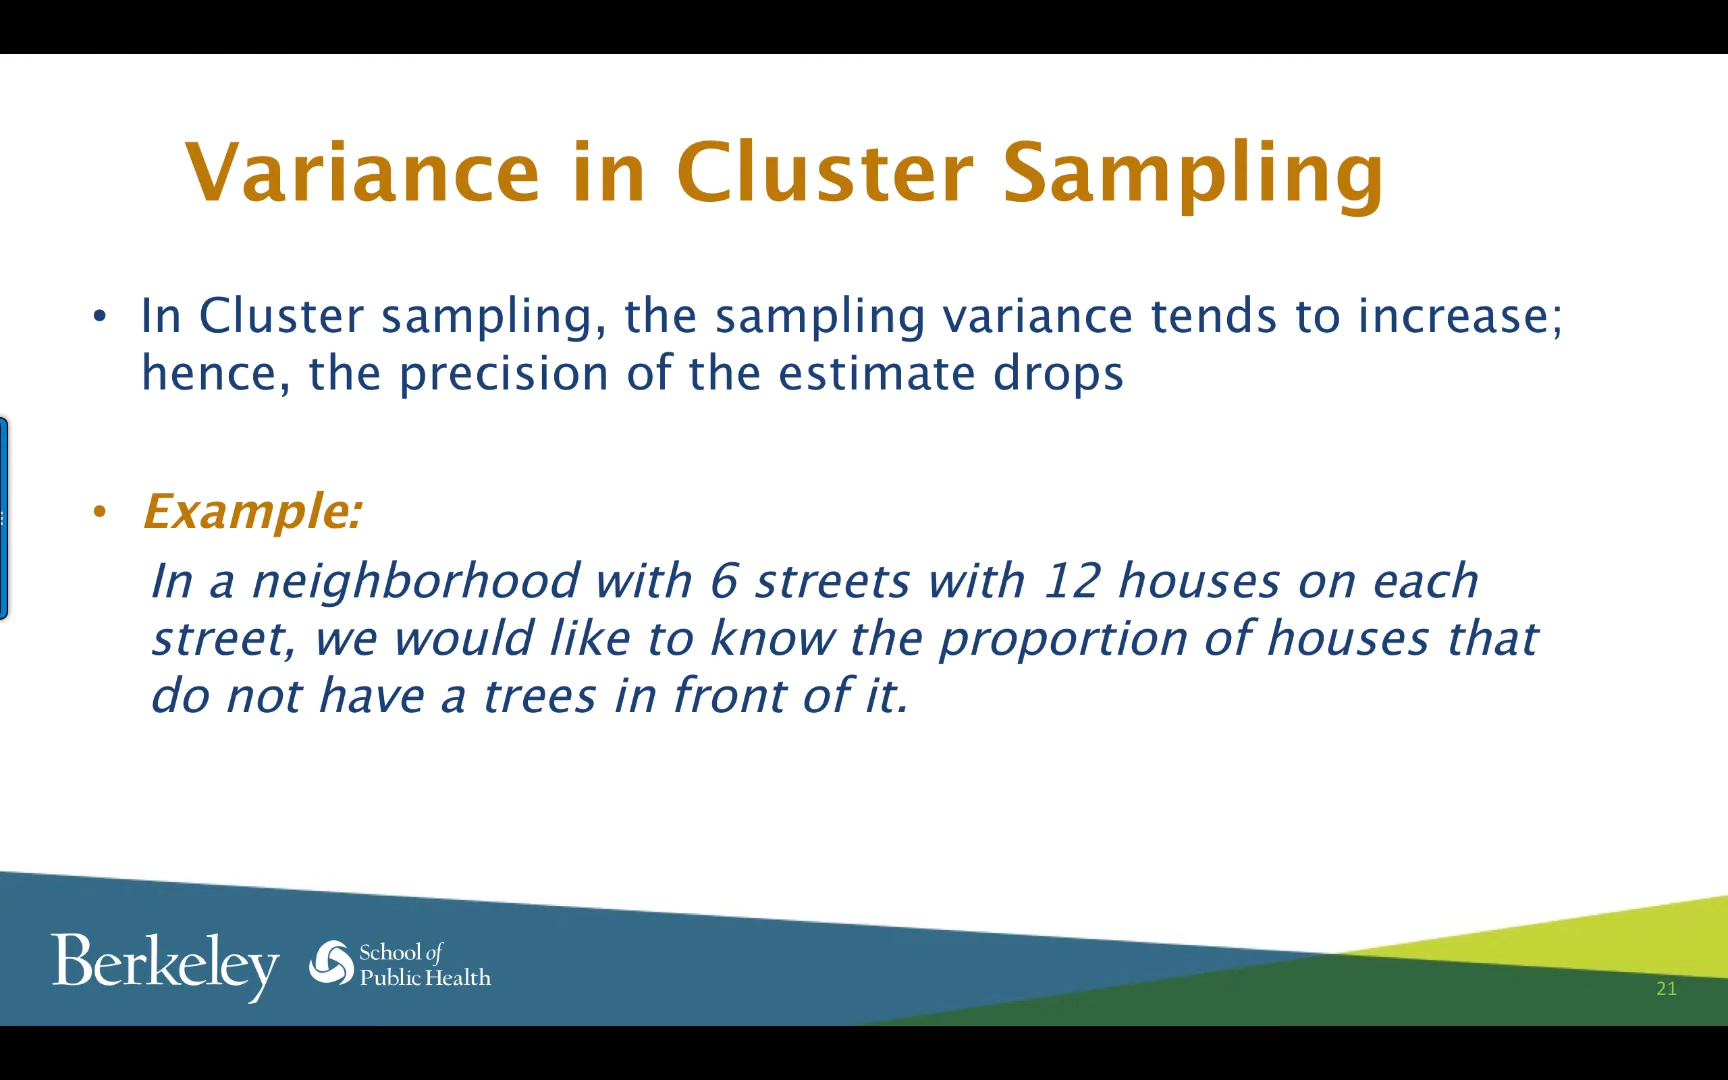 Variance in Cluster Sampling
• In Cluster sampling, the sampling variance tends to increase;
hence, the precision of the estimate drops
• Example:
In a neighborhood with 6 streets with 12 houses on each
street, we would like to know the proportion of houses that
do not have a trees in front of it.
Berkeley
School of
Public Health
21